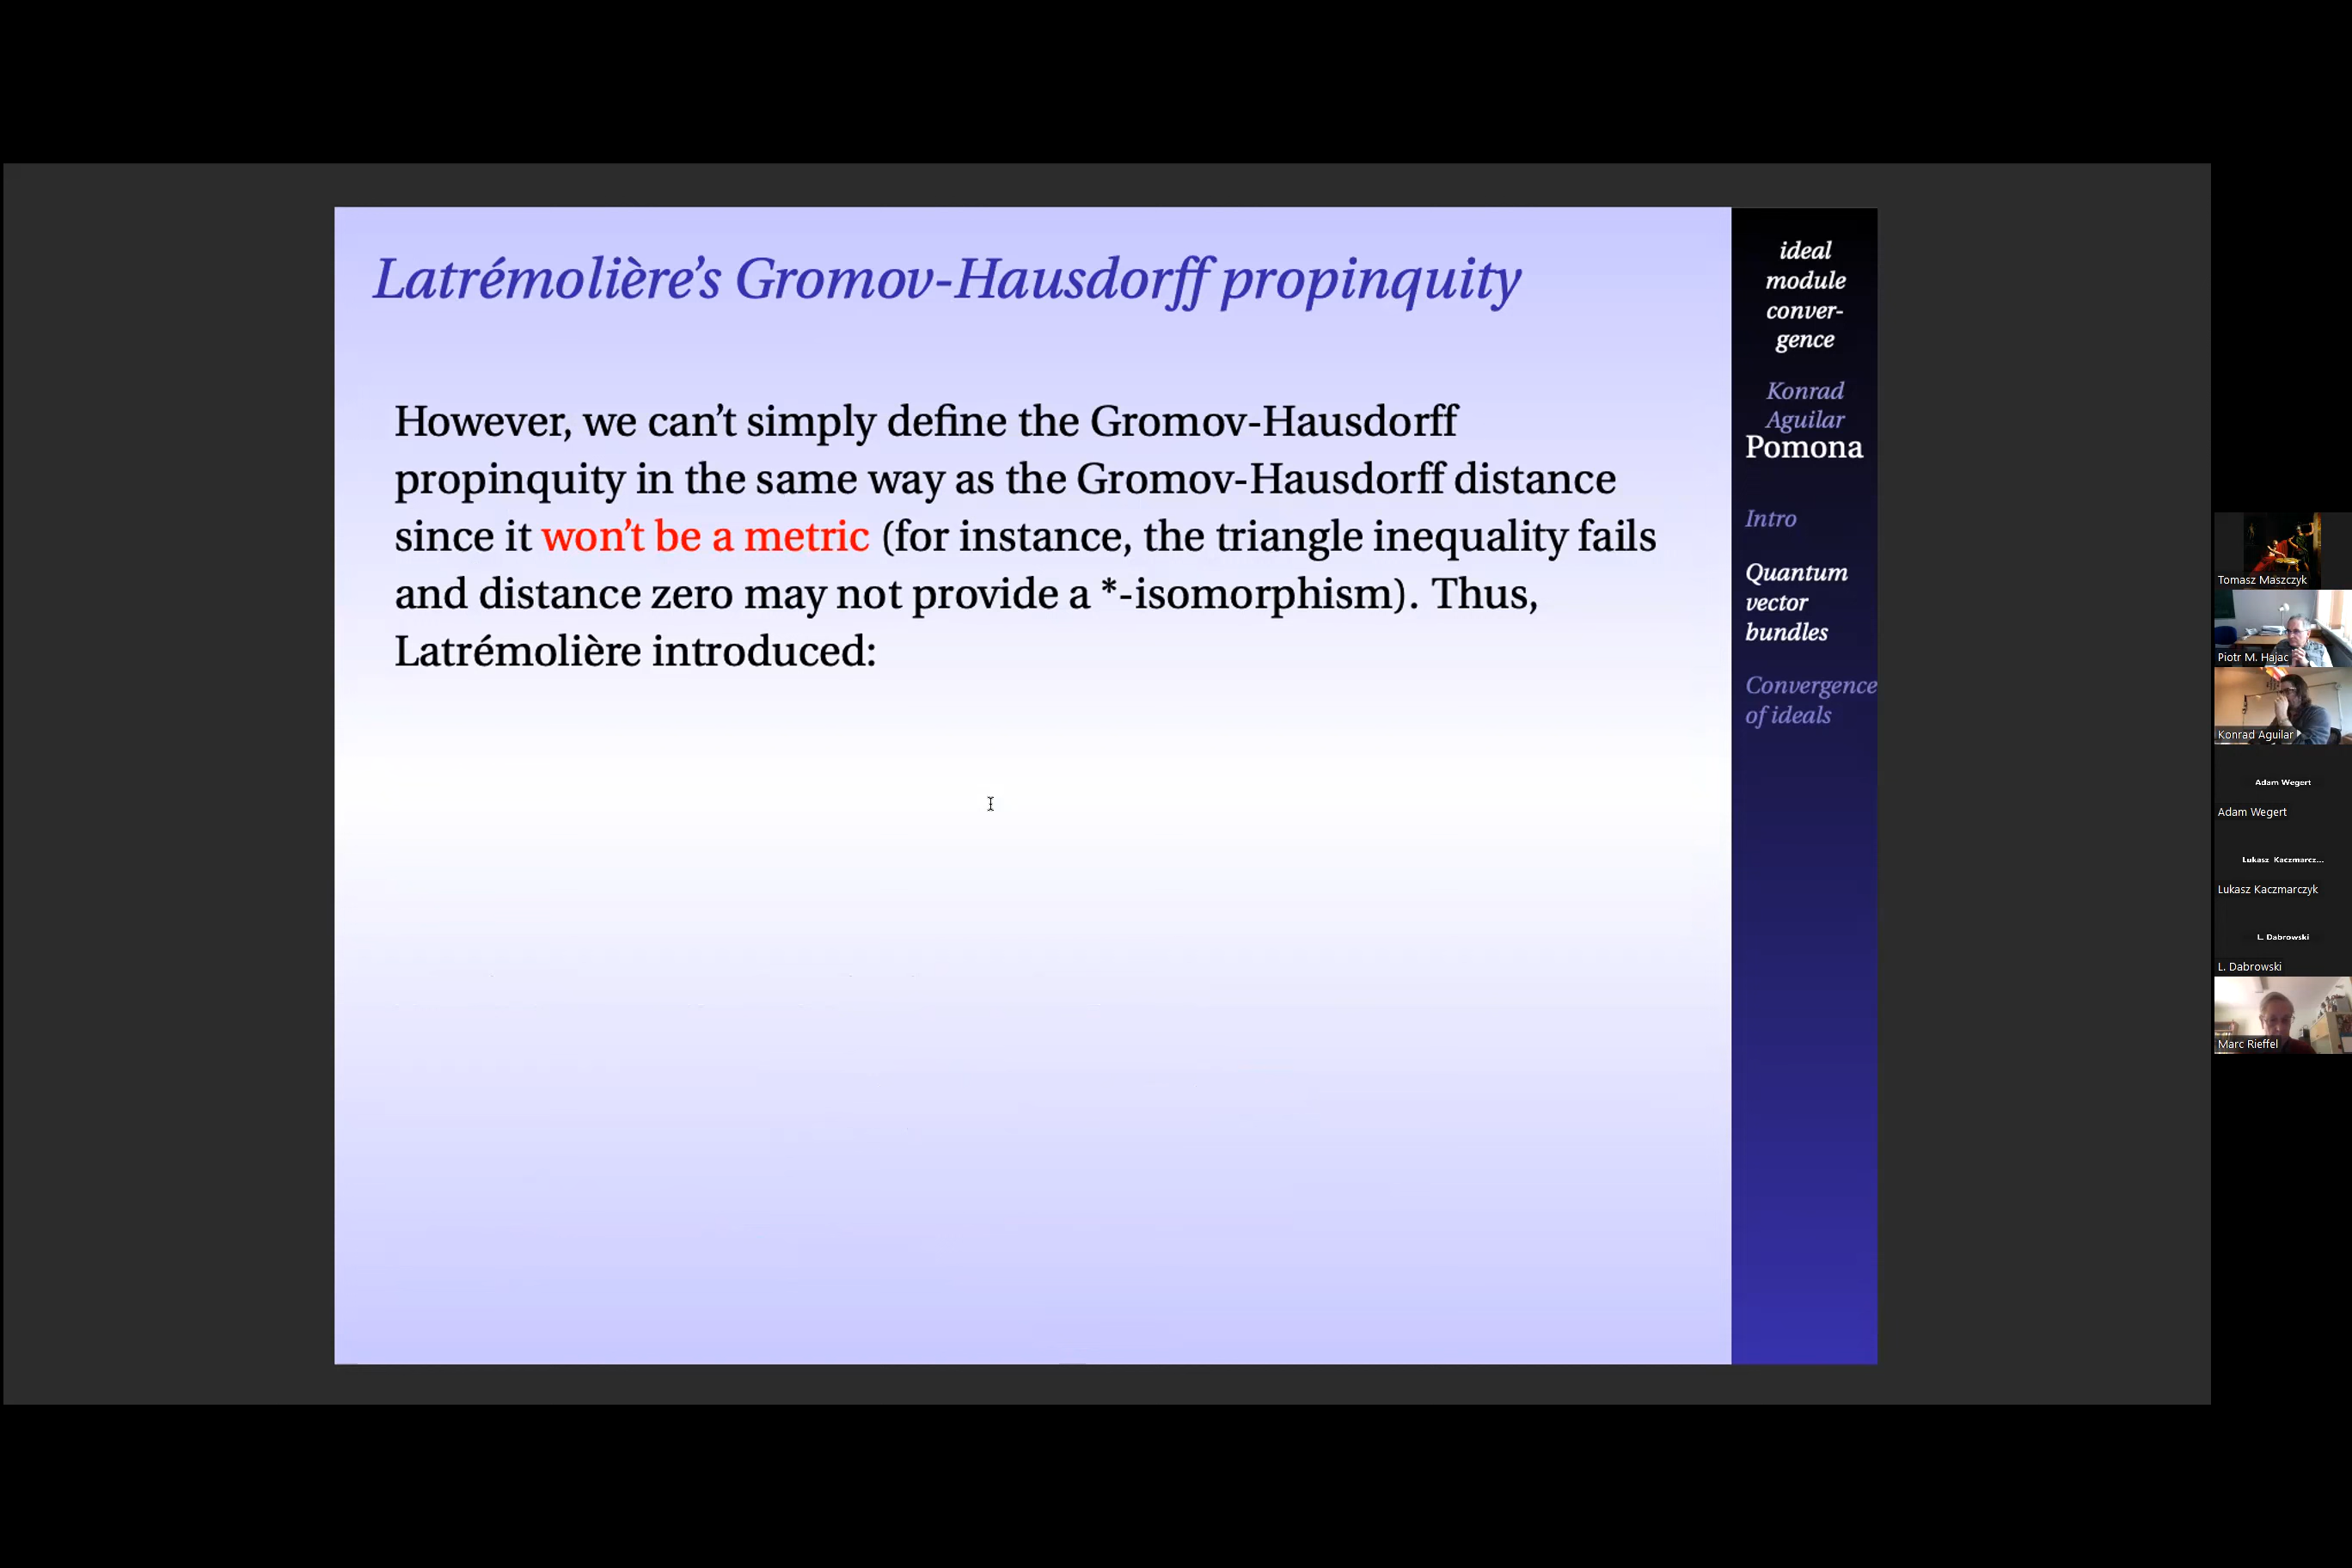 Latrémolière's Gromov-Hausdorff propinquity
However, we can't simply define the Gromov-Hausdorff
propinquity in the same way as the Gromov-Hausdorff distance
since it won't be a metric (for instance, the triangle inequality fails
and distance zero may not provide a *-isomorphism). Thus,
Latrémolière introduced:
ideal
module
conver-
gence
Konrad
Aguilar
Pomona
Intro
Quantum
vector
bundles
Convergence
of ideals
Tomasz Maszczyk
Piotr M. Hajac
Konrad Aguilar
Adam Wegert
Adam Wegert
Lukasz Kaczmarcz...
Lukasz Kaczmarczyk
L. Dabrowski
L. Dabrowski
Marc Rieffel